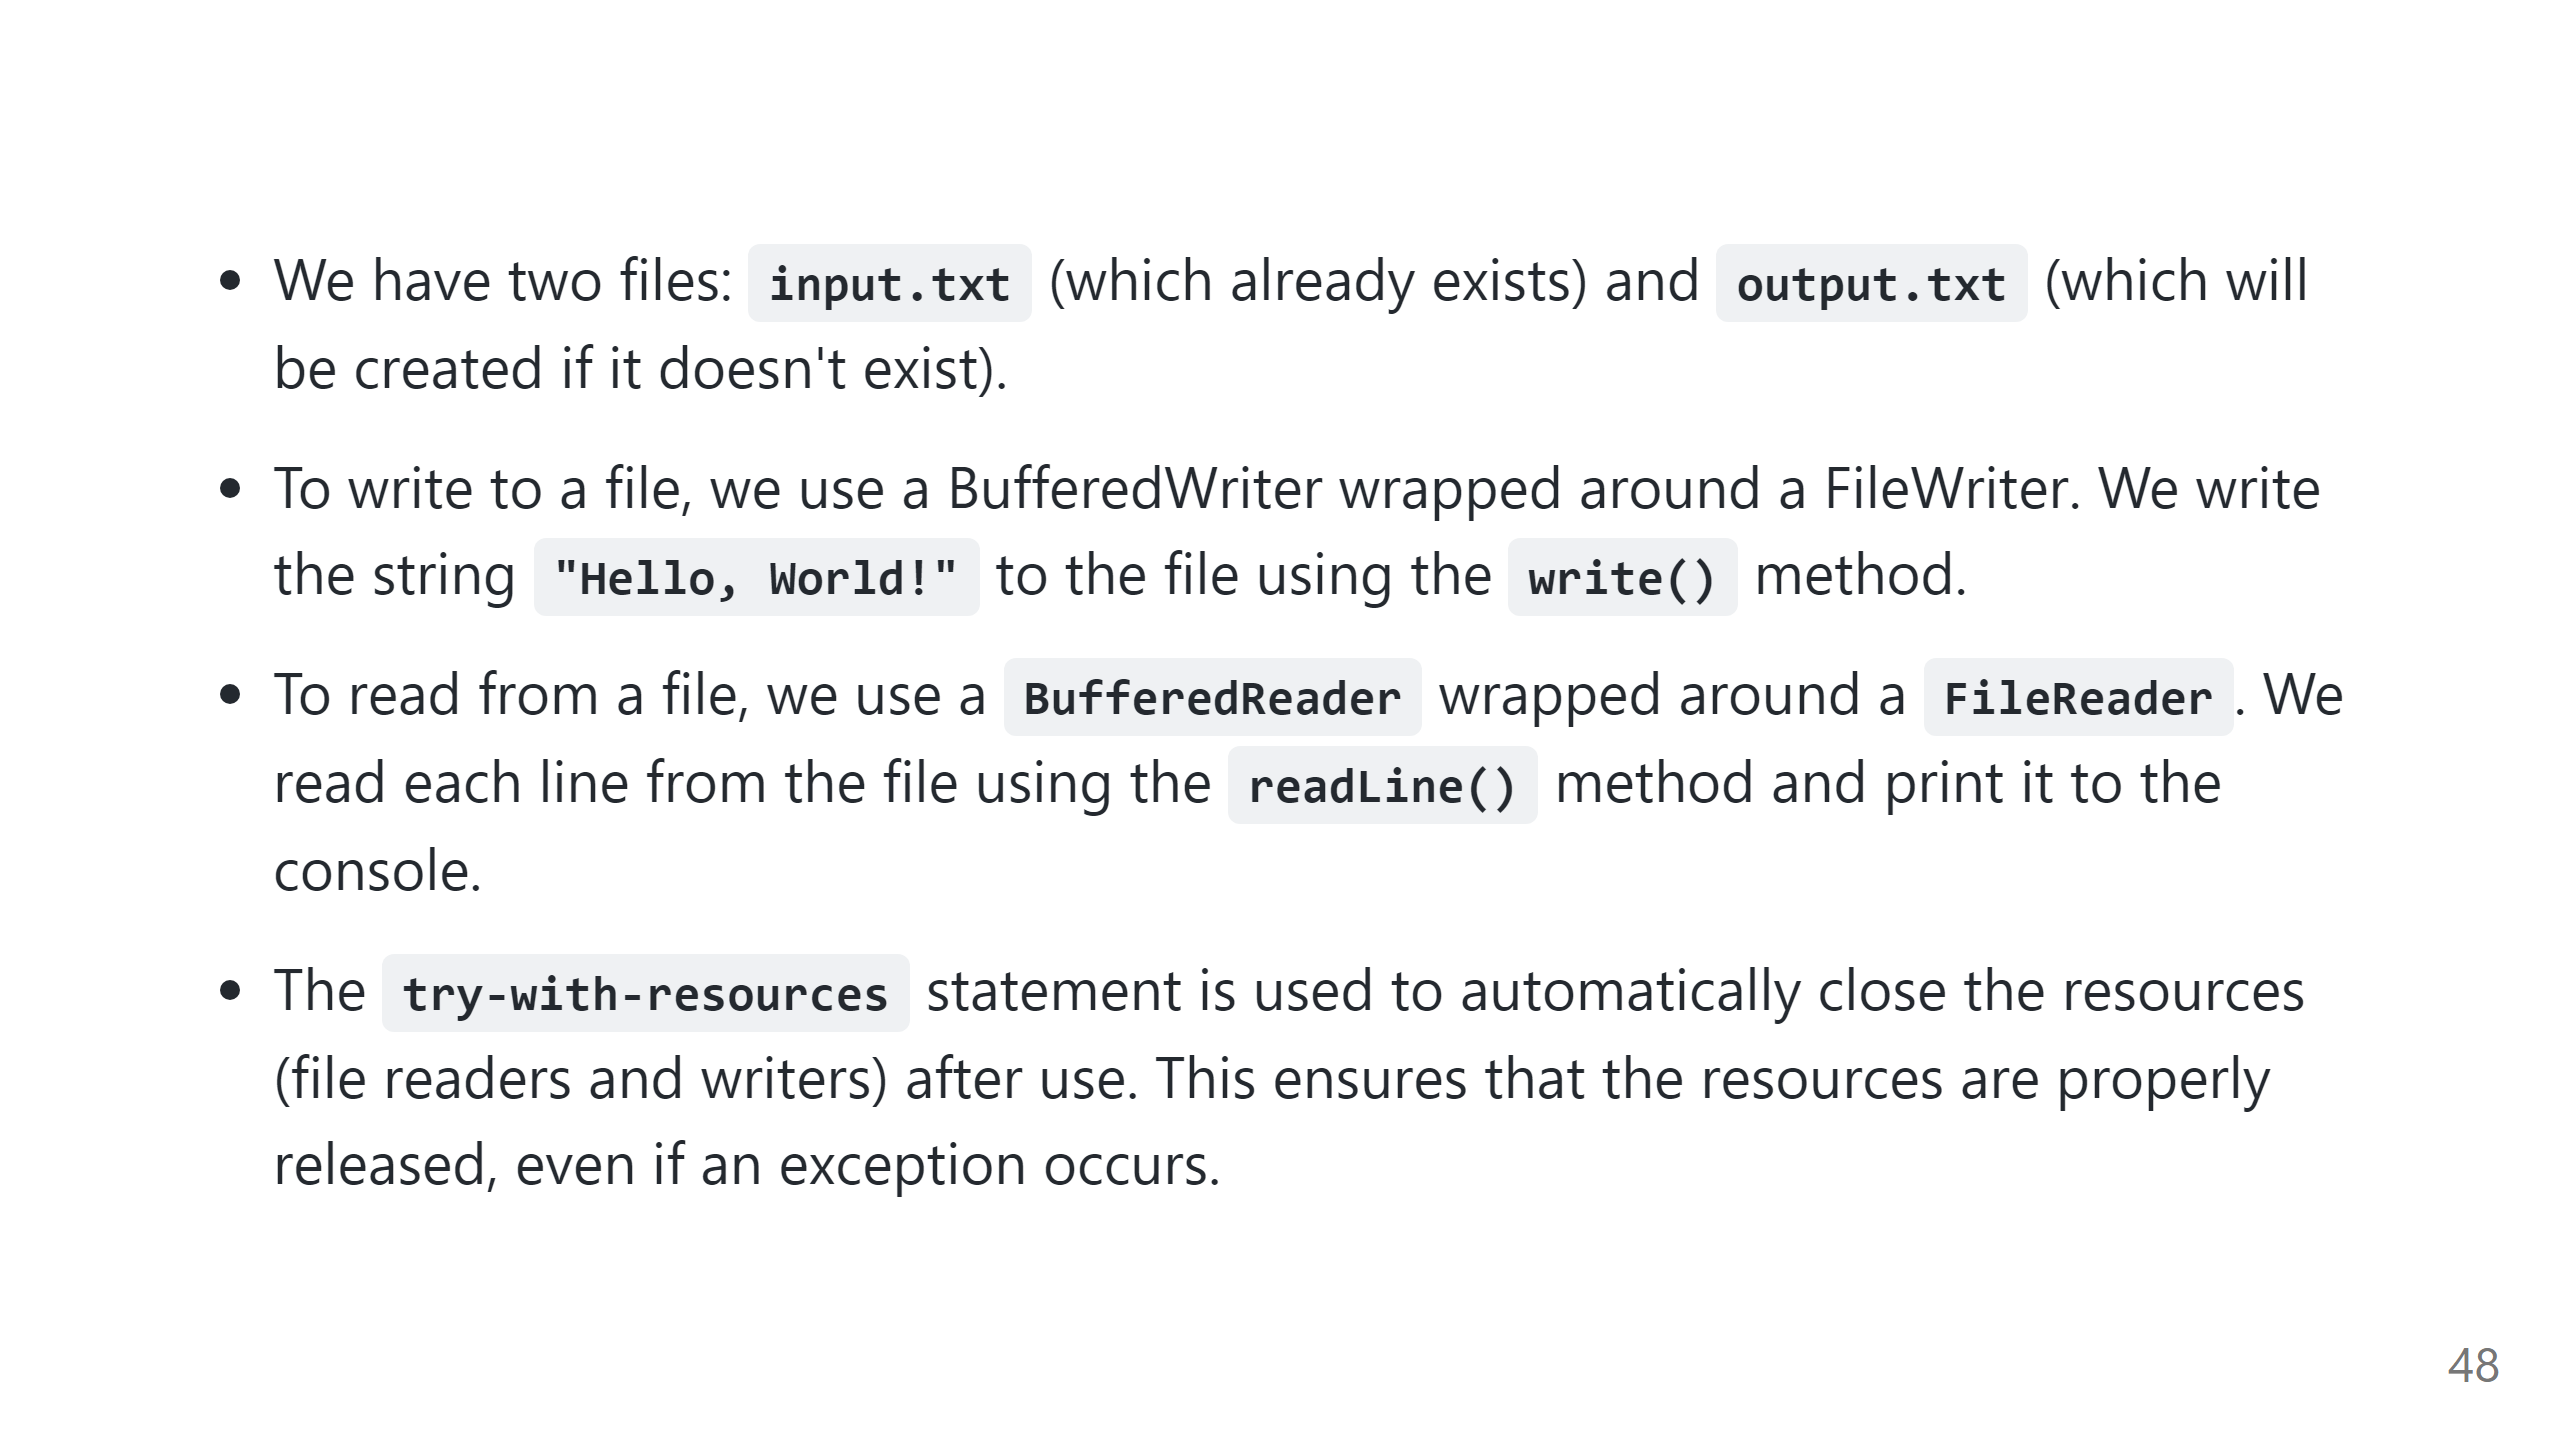 • We have two files: input.txt (which already exists) and output.txt (which will
be created if it doesn't exist).
• To write to a file, we use a BufferedWriter wrapped around a FileWriter. We write
the string "Hello, World!" to the file using the write() method.
• To read from a file, we use a BufferedReader wrapped around a FileReader. We
read each line from the file using the readLine() method and print it to the
console.
• The try-with-resources statement is used to automatically close the resources
(file readers and writers) after use. This ensures that the resources are properly
released, even if an exception occurs.
48